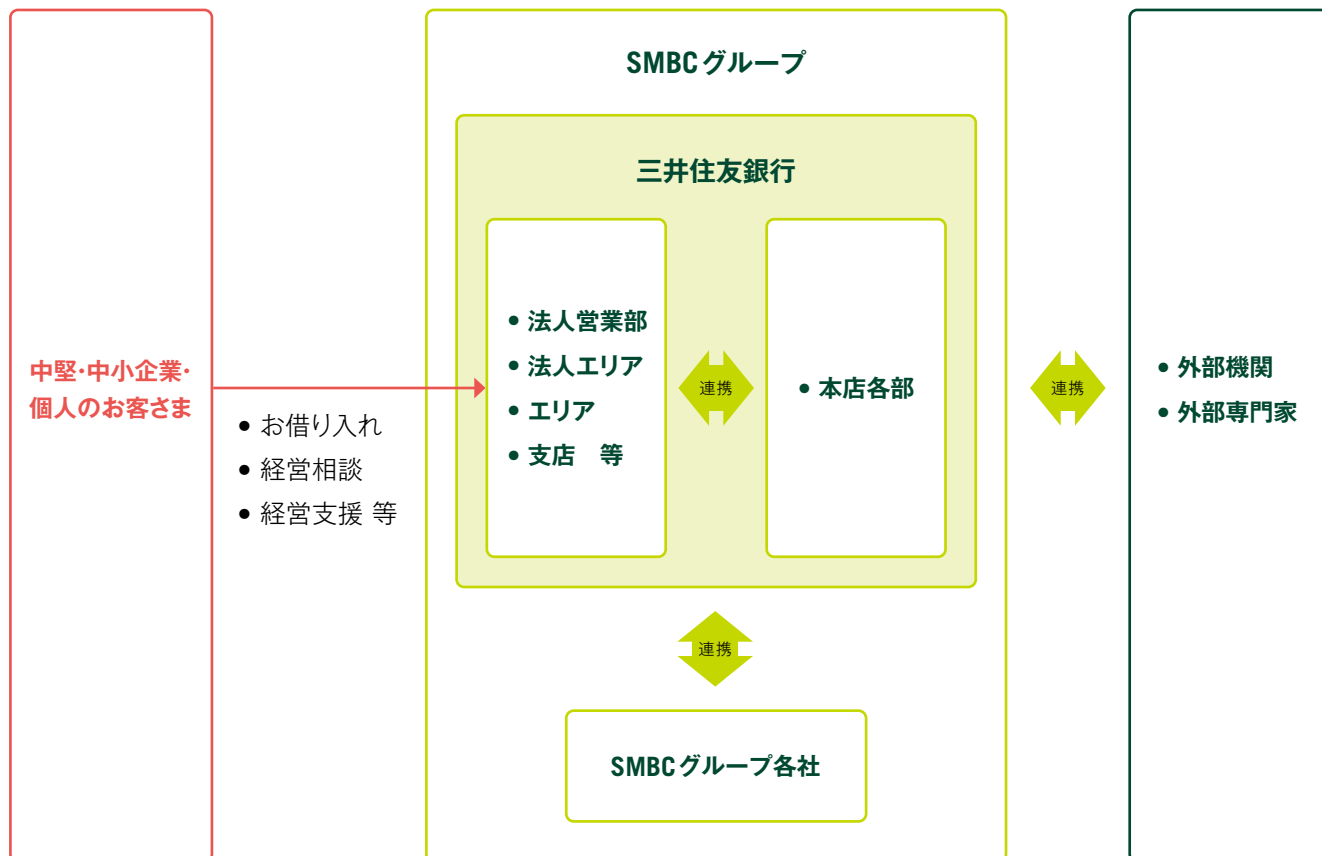 中堅・中小企業・
個人のお客さま
• お借り入れ
• 経営相談
• 経営支援 等
SMBCグループ
三井住友銀行
• 法人営業部
• 法人エリア
• エリア
• 支店　等
連携
• 本店各部
連携
SMBCグループ各社
連携
• 外部機関
• 外部専門家